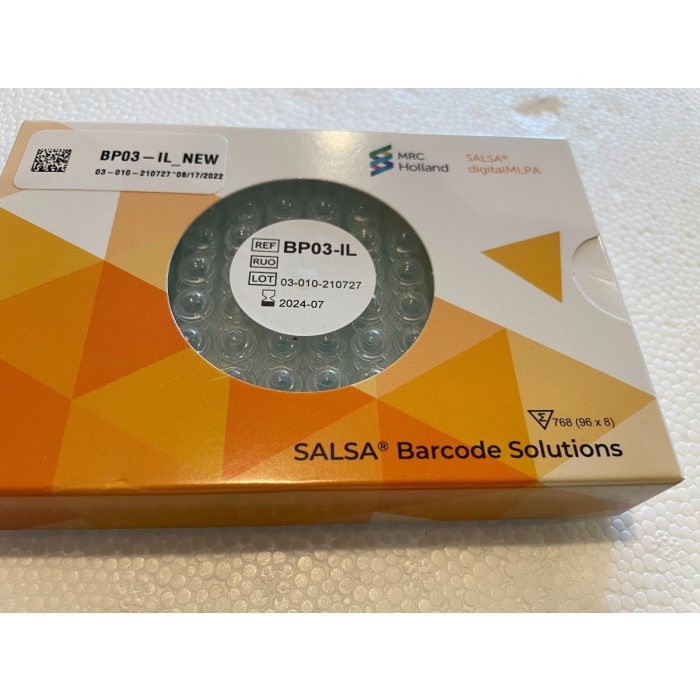 BP03-IL_NEW
03-010-210727^08/17/2022
MRC
Holland
SALSA®
digitalMLPA
REF BP03-IL
RUO
LOT 03-010-210727
2024-07
Σ 768 (96 x 8)
SALSA® Barcode Solutions